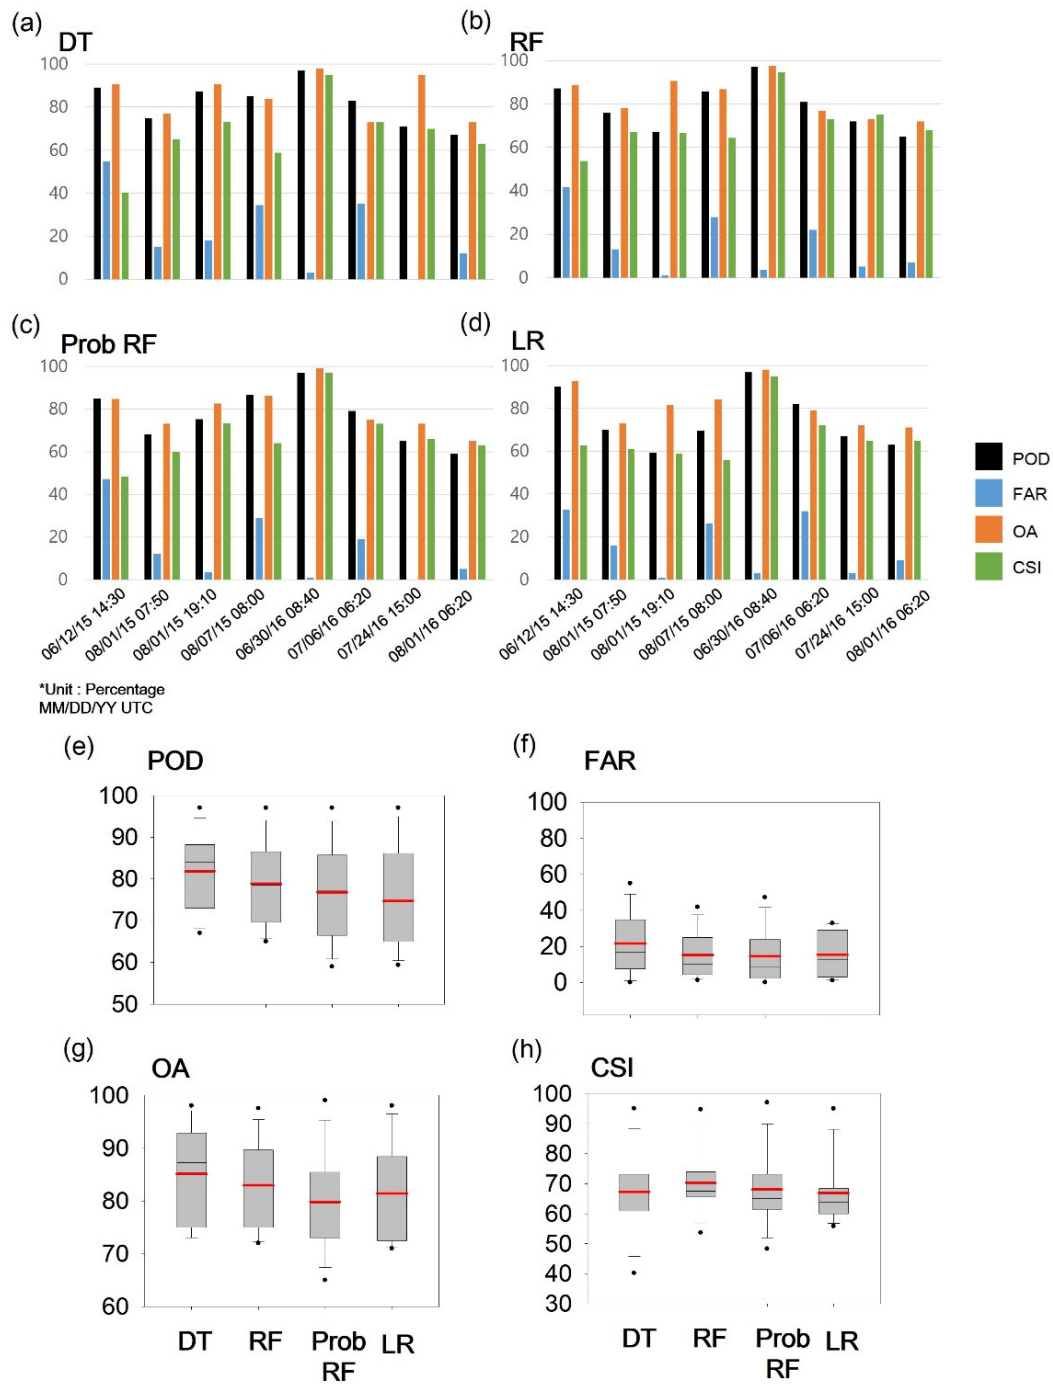 (a)
DT
100
80
60
40
20
0
(b)
RF
100
80
60
40
20
0
(c)
Prob RF
100
80
60
40
20
0
06/12/15 14:30
08/01/15 07:50
08/01/15 19:10
08/07/15 08:00
06/30/16 08:40
07/06/16 06:20
07/24/16 15:00
08/01/16 06:20
(d)
LR
100
80
60
40
20
0
06/12/15 14:30
08/01/15 07:50
08/01/15 19:10
08/07/15 08:00
06/30/16 08:40
07/06/16 06:20
07/24/16 15:00
08/01/16 06:20
POD
FAR
OA
CSI
*Unit : Percentage
MM/DD/YY UTC
(e)
POD
100
90
80
70
60
50
(f)
FAR
100
80
60
40
20
0
(g)
OA
100
90
80
70
60
DT
RF
Prob
RF
LR
(h)
CSI
100
90
80
70
60
50
40
30
DT
RF
Prob
RF
LR